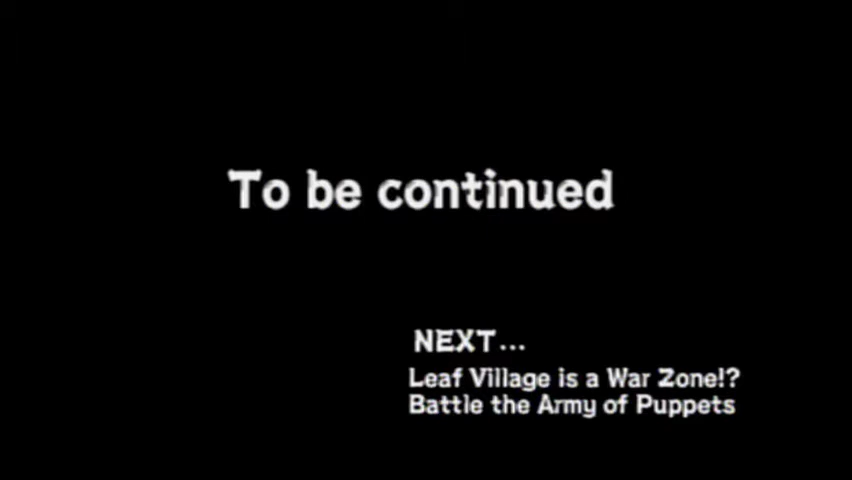 To be continued
NEXT...
Leaf Village is a War Zone!?
Battle the Army of Puppets